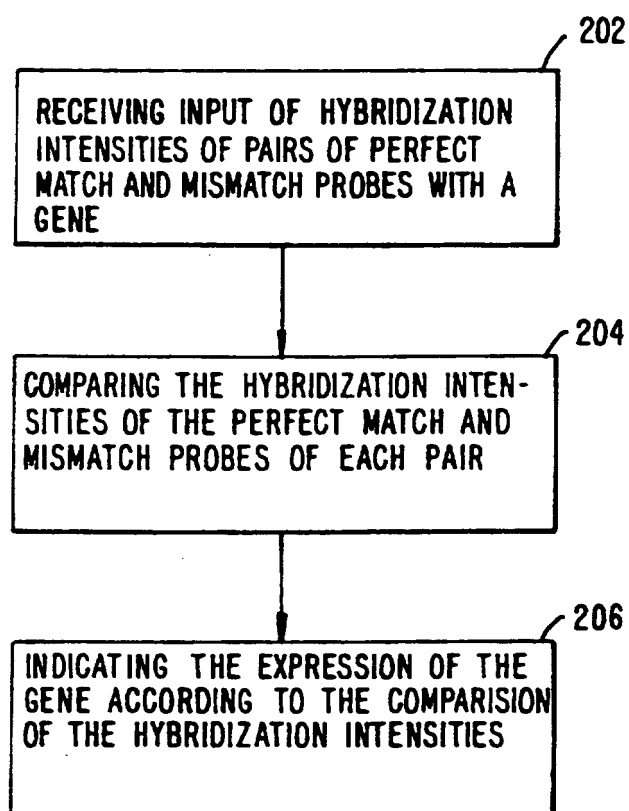 202
RECEIVING INPUT OF HYBRIDIZATION
INTENSITIES OF PAIRS OF PERFECT
MATCH AND MISMATCH PROBES WITH A
GENE
204
COMPARING THE HYBRIDIZATION INTEN-
SITIES OF THE PERFECT MATCH AND
MISMATCH PROBES OF EACH PAIR
206
INDICATING THE EXPRESSION OF THE
GENE ACCORDING TO THE COMPARISION
OF THE HYBRIDIZATION INTENSITIES